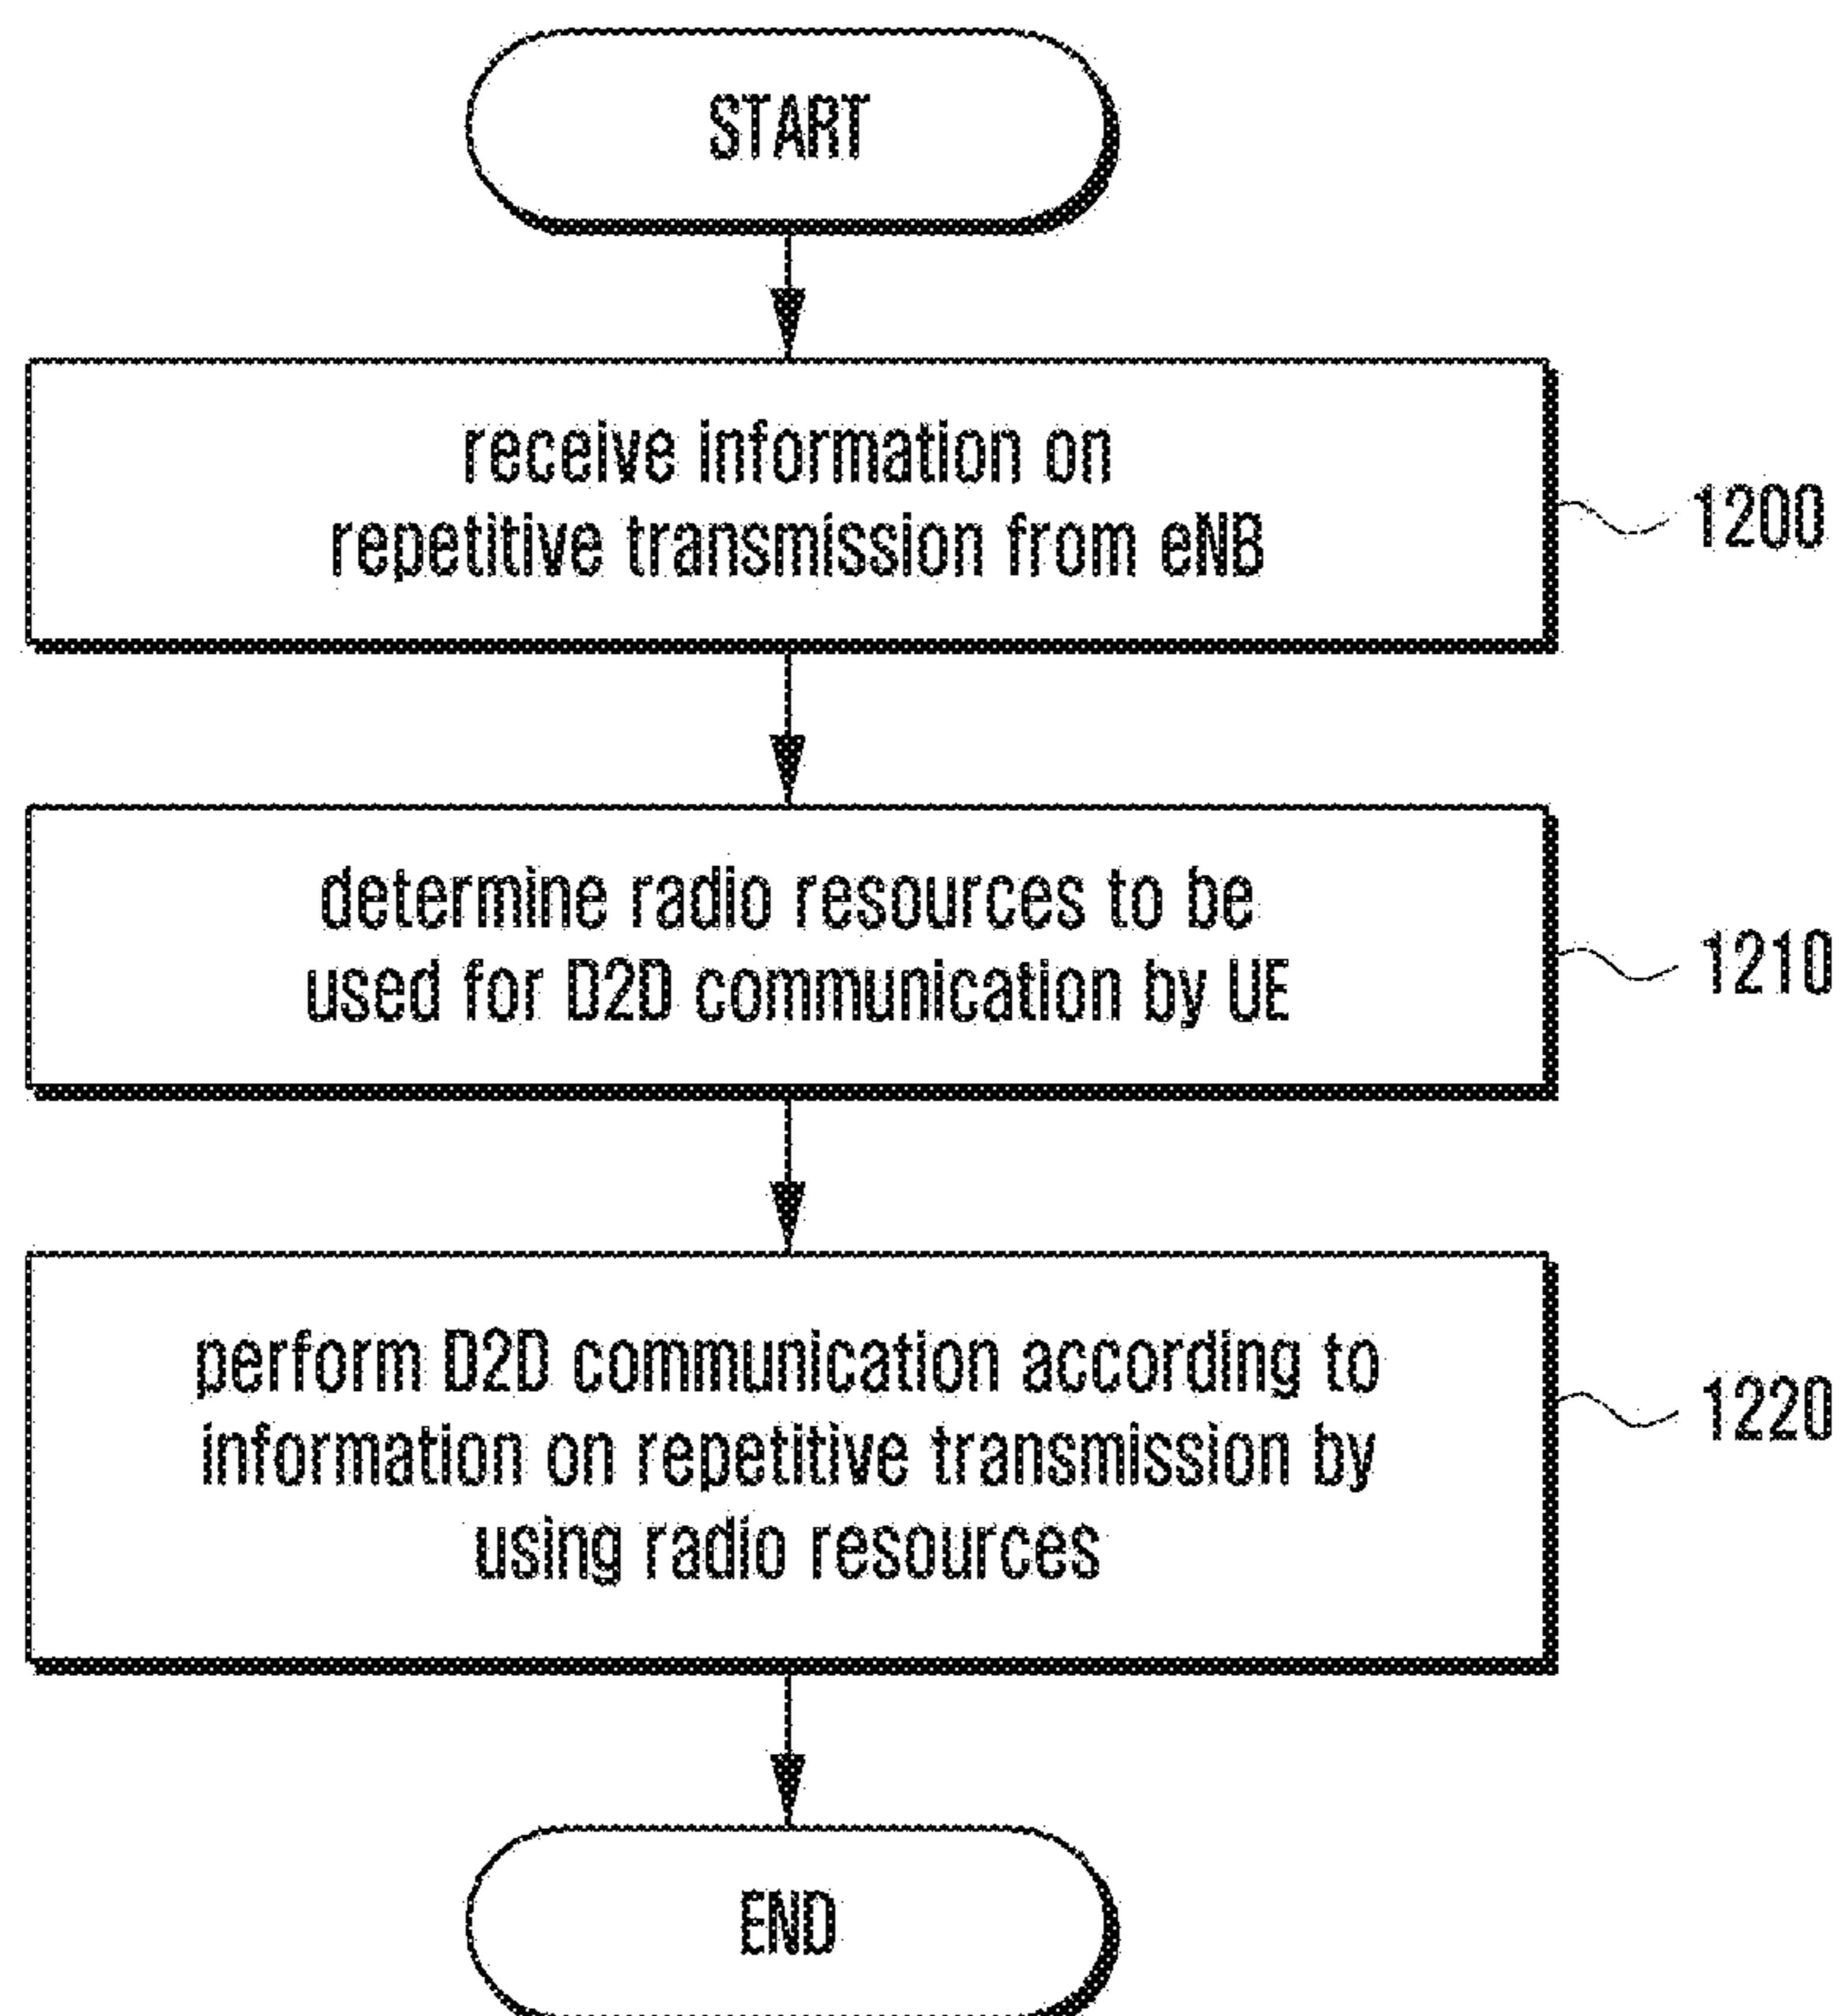 START
receive information on
repetitive transmission from eNB
1200
determine radio resources to be
used for D2D communication by UE
1210
perform D2D communication according to
information on repetitive transmission by
using radio resources
1220
END